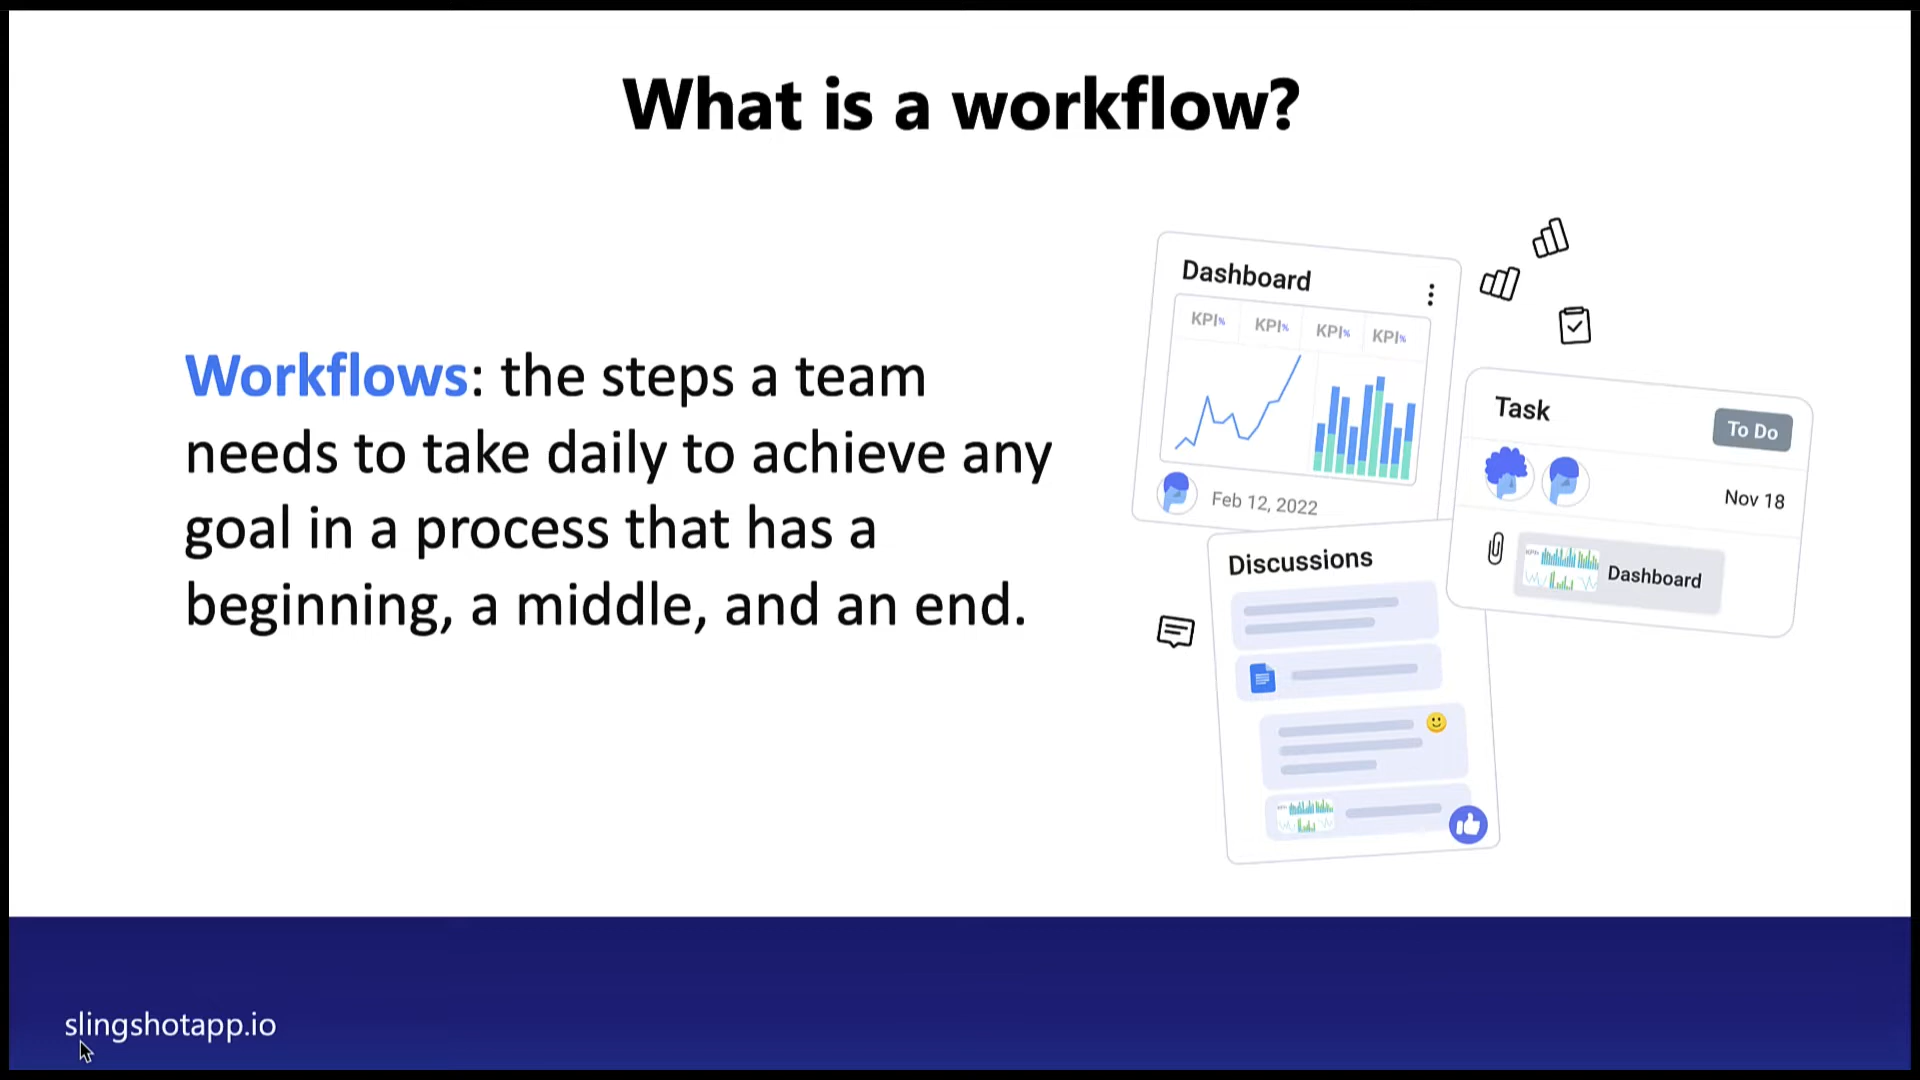 What is a workflow?
Workflows: the steps a team
needs to take daily to achieve any
goal in a process that has a
beginning, a middle, and an end.
Dashboard
KPI% KPI% KPI% KPI%
Feb 12, 2022
Task
To Do
Nov 18
Dashboard
Discussions
slingshotapp.io